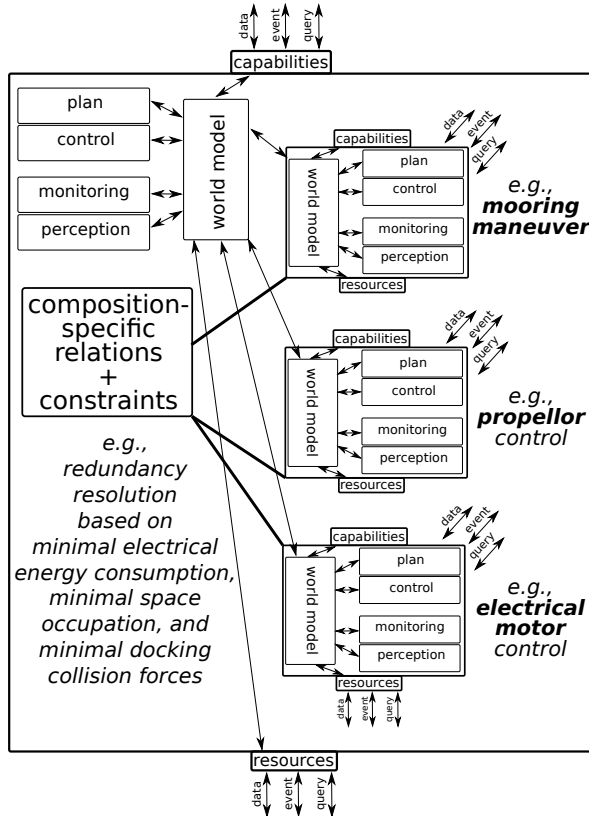 data
event
query
capabilities
plan
control
monitoring
perception
world model
capabilities
data
event
query
world model
plan
control
monitoring
perception
resources
e.g.,
mooring
maneuver
composition-
specific
relations
+
constraints
capabilities
data
event
query
world model
plan
control
monitoring
perception
resources
e.g.,
propellor
control
e.g.,
redundancy
resolution
based on
minimal electrical
energy consumption,
minimal space
occupation, and
minimal docking
collision forces
capabilities
data
event
query
world model
plan
control
monitoring
perception
resources
data
event
query
e.g.,
electrical
motor
control
resources
data
event
query